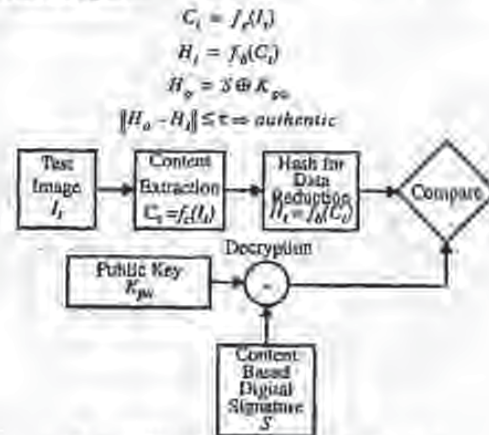 C_t = f_c(I_t)
H_t = f_h(C_t)
H_o = S ⊕ K_pu
‖H_o - H_t‖ ≤ τ ⇒ authentic
Test
Image
I_t
Content
Extraction
C_t = f_c(I_t)
Hash for
Data
Reduction
H_t = f_h(C_t)
Compare
Decryption
Public Key
K_pu
-
Content
Based
Digital
Signature
S